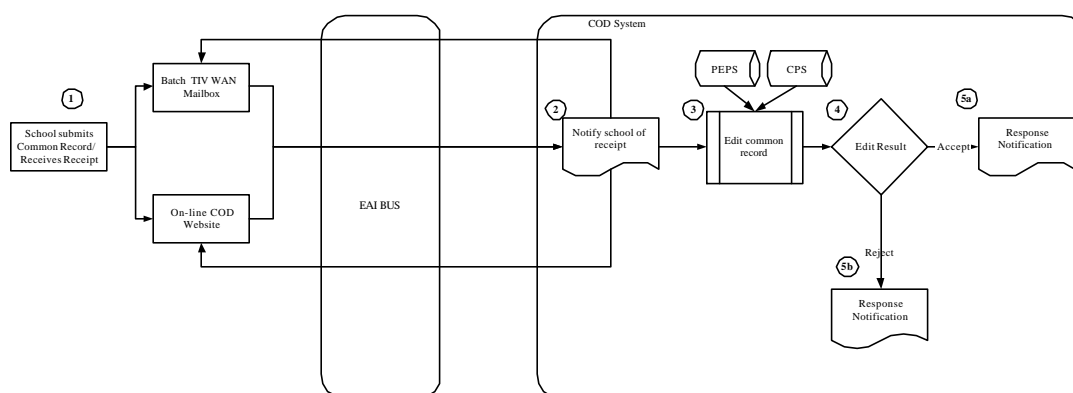 COD System
PEPS
CPS
1
Batch TIV WAN
Mailbox
2
3
4
5a
School submits
Common Record/
Receives Receipt
Notify school of
receipt
Edit common
record
Edit Result
Accept
Response
Notification
On-line COD
Website
EAI BUS
Reject
5b
Response
Notification